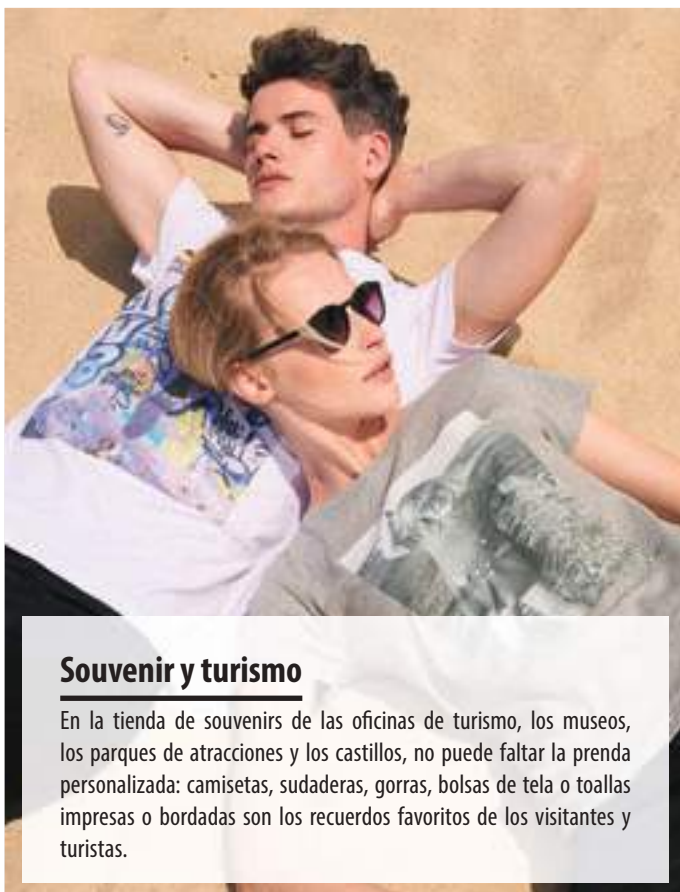 Souvenir y turismo
En la tienda de souvenirs de las oficinas de turismo, los museos,
los parques de atracciones y los castillos, no puede faltar la prenda
personalizada: camisetas, sudaderas, gorras, bolsas de tela o toallas
impresas o bordadas son los recuerdos favoritos de los visitantes y
turistas.